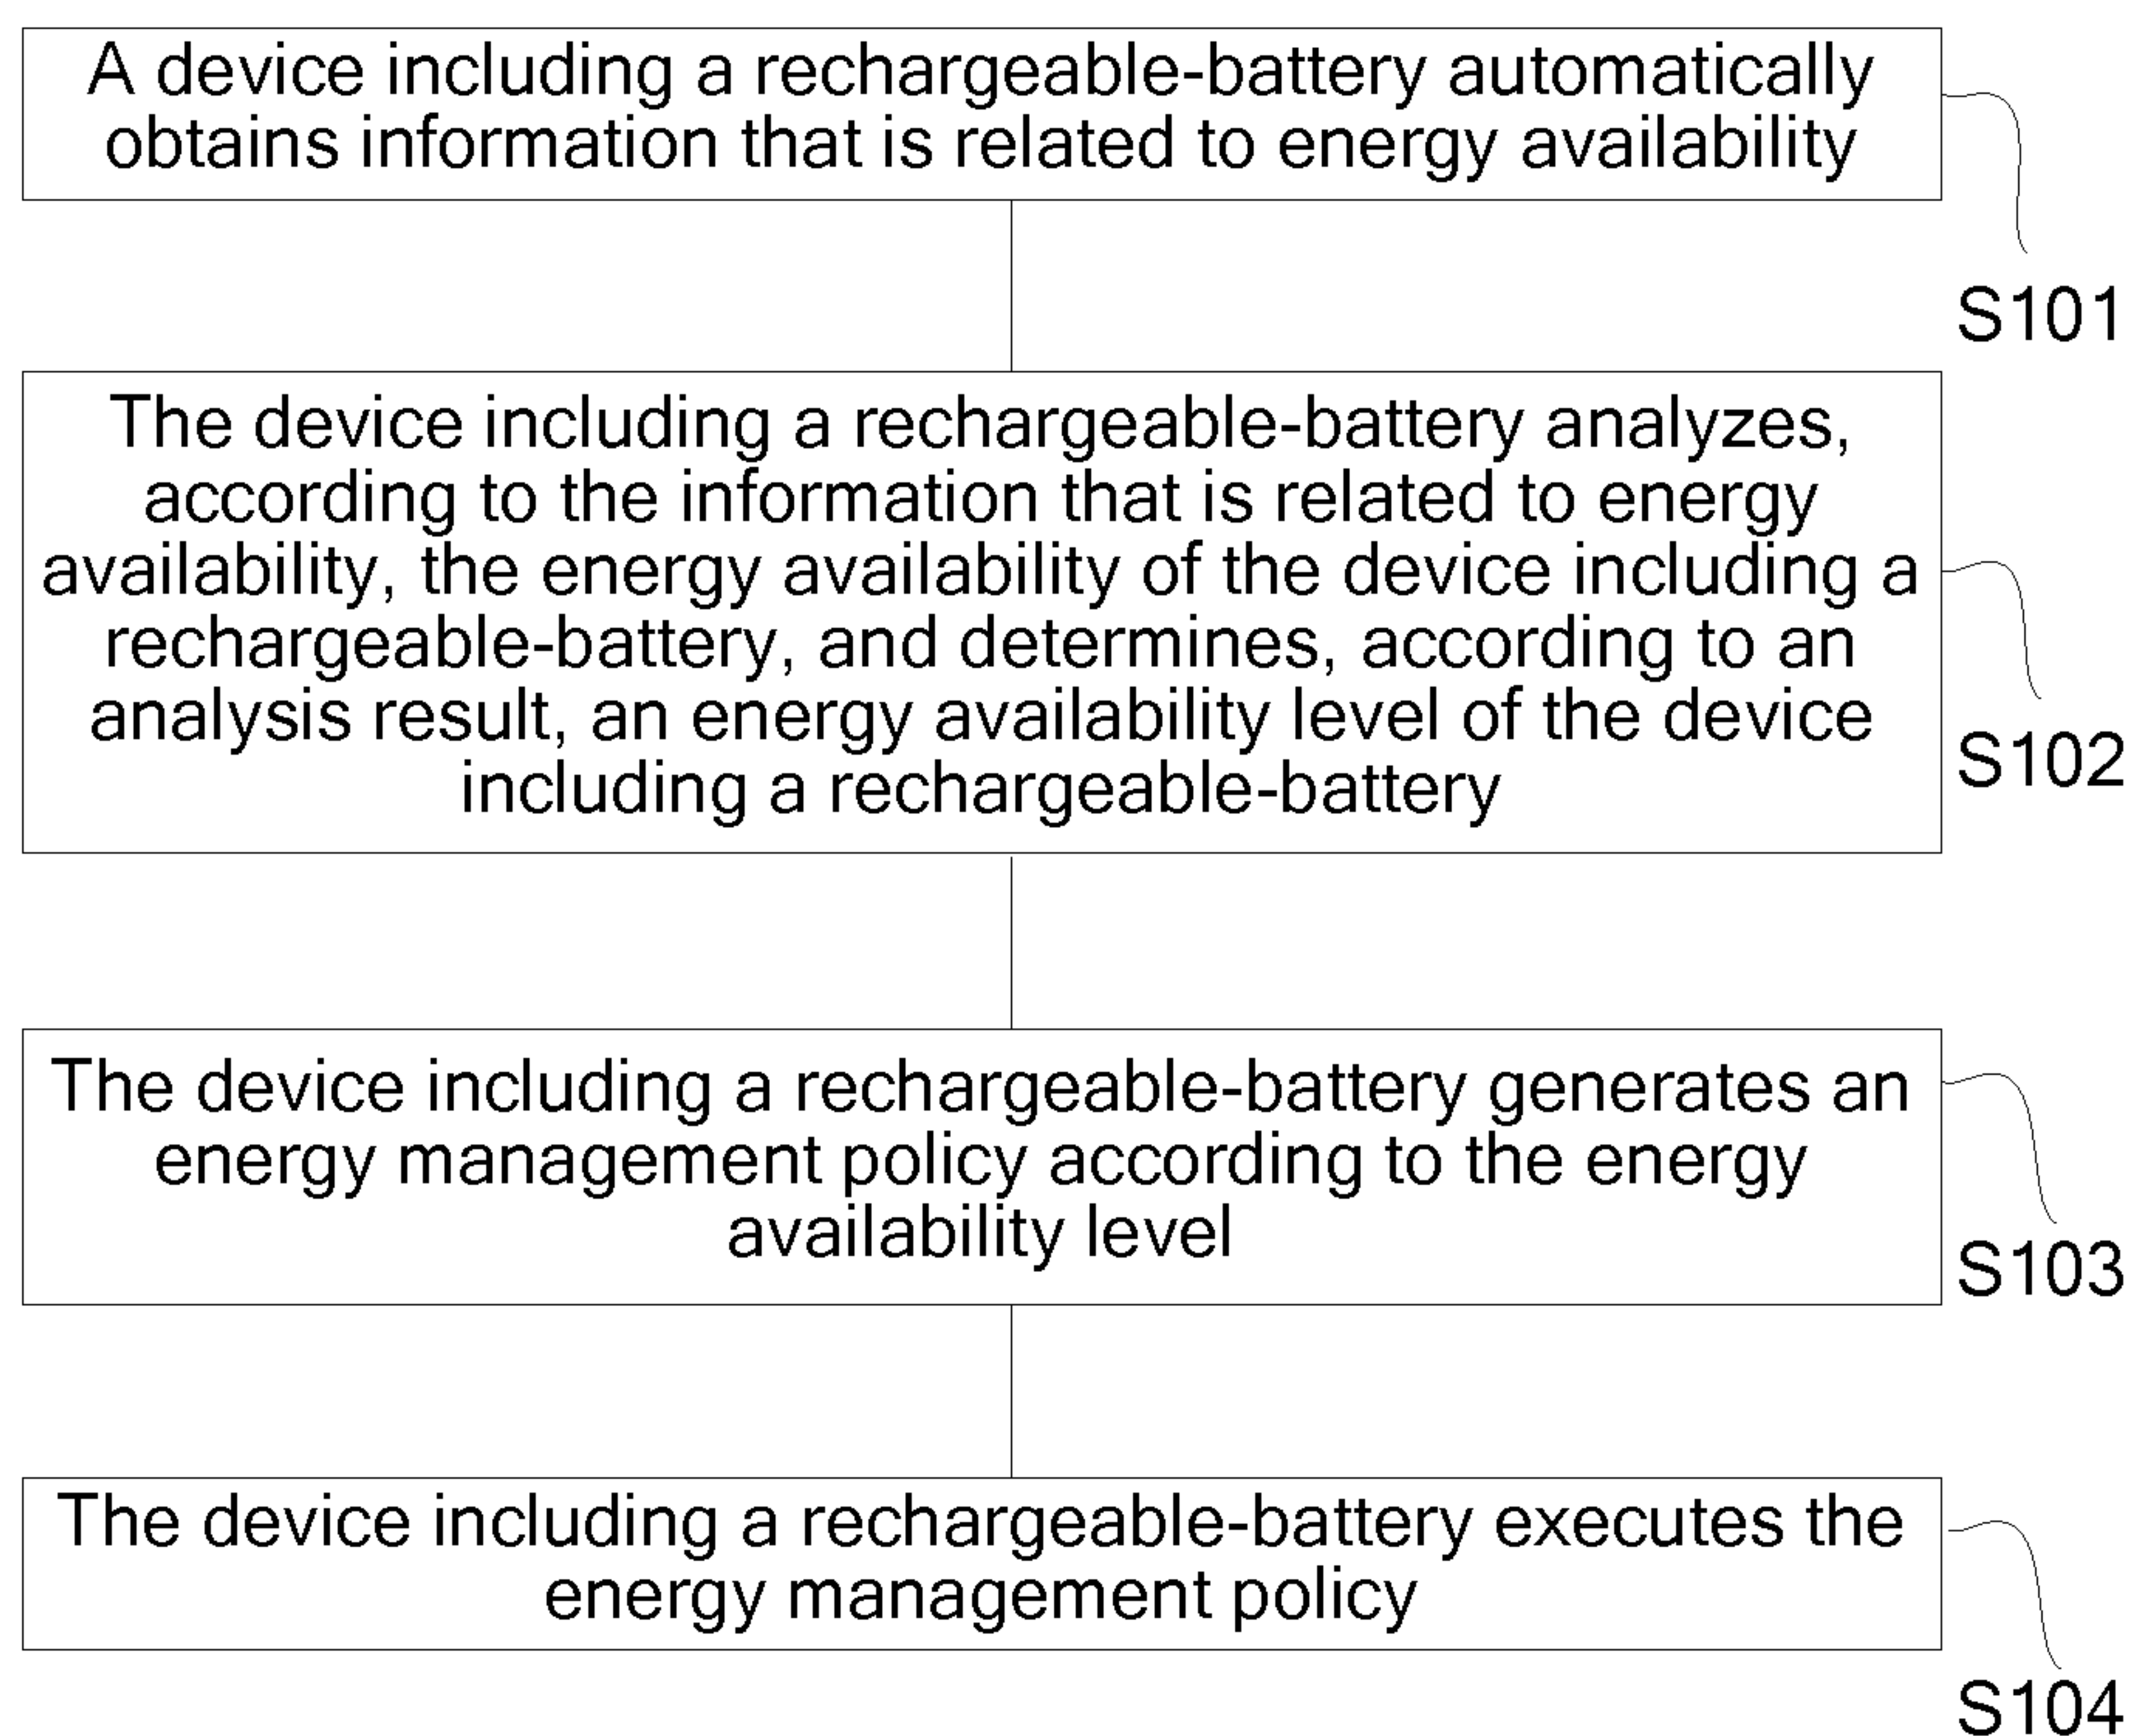 A device including a rechargeable-battery automatically
obtains information that is related to energy availability
S101
The device including a rechargeable-battery analyzes,
according to the information that is related to energy
availability, the energy availability of the device including a
rechargeable-battery, and determines, according to an
analysis result, an energy availability level of the device
including a rechargeable-battery
S102
The device including a rechargeable-battery generates an
energy management policy according to the energy
availability level
S103
The device including a rechargeable-battery executes the
energy management policy
S104